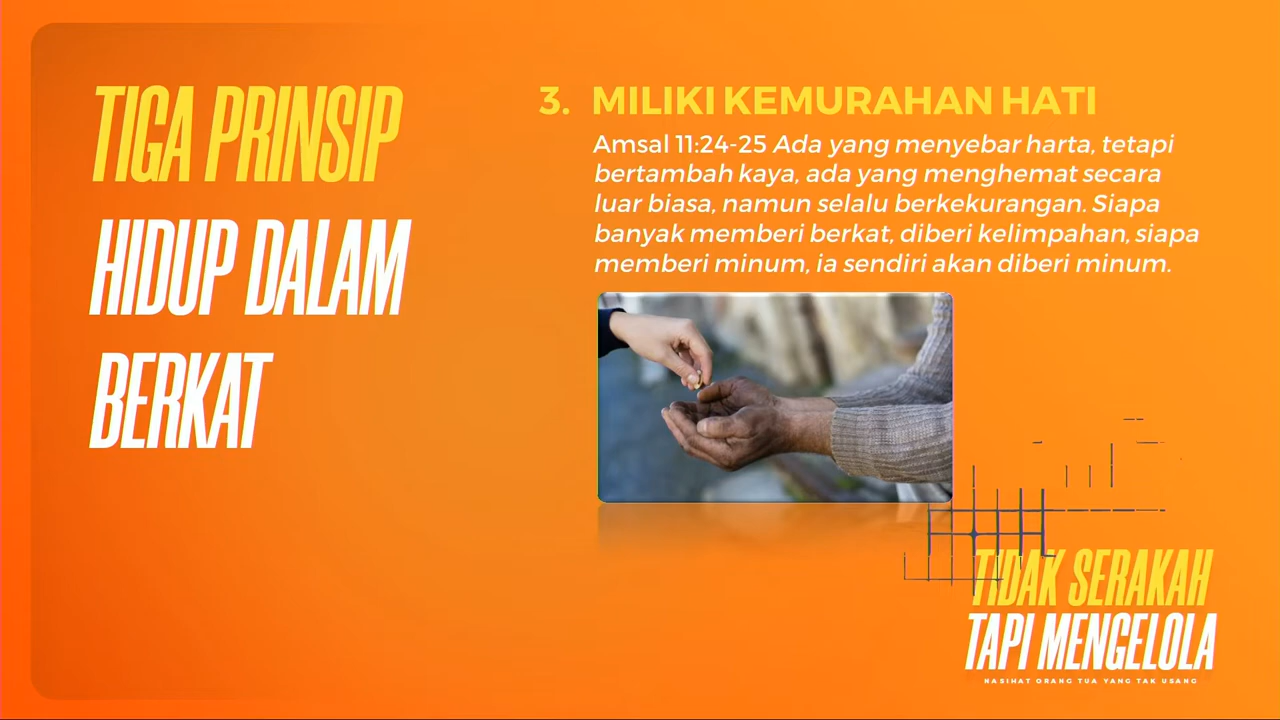 TIGA PRINSIP
HIDUP DALAM
BERKAT
3. MILIKI KEMURAHAN HATI
Amsal 11:24-25 Ada yang menyebar harta, tetapi
bertambah kaya, ada yang menghemat secara
luar biasa, namun selalu berkekurangan. Siapa
banyak memberi berkat, diberi kelimpahan, siapa
memberi minum, ia sendiri akan diberi minum.
TIDAK SERAKAH
TAPI MENGELOLA
NASIHAT ORANG TUA YANG TAK USANG